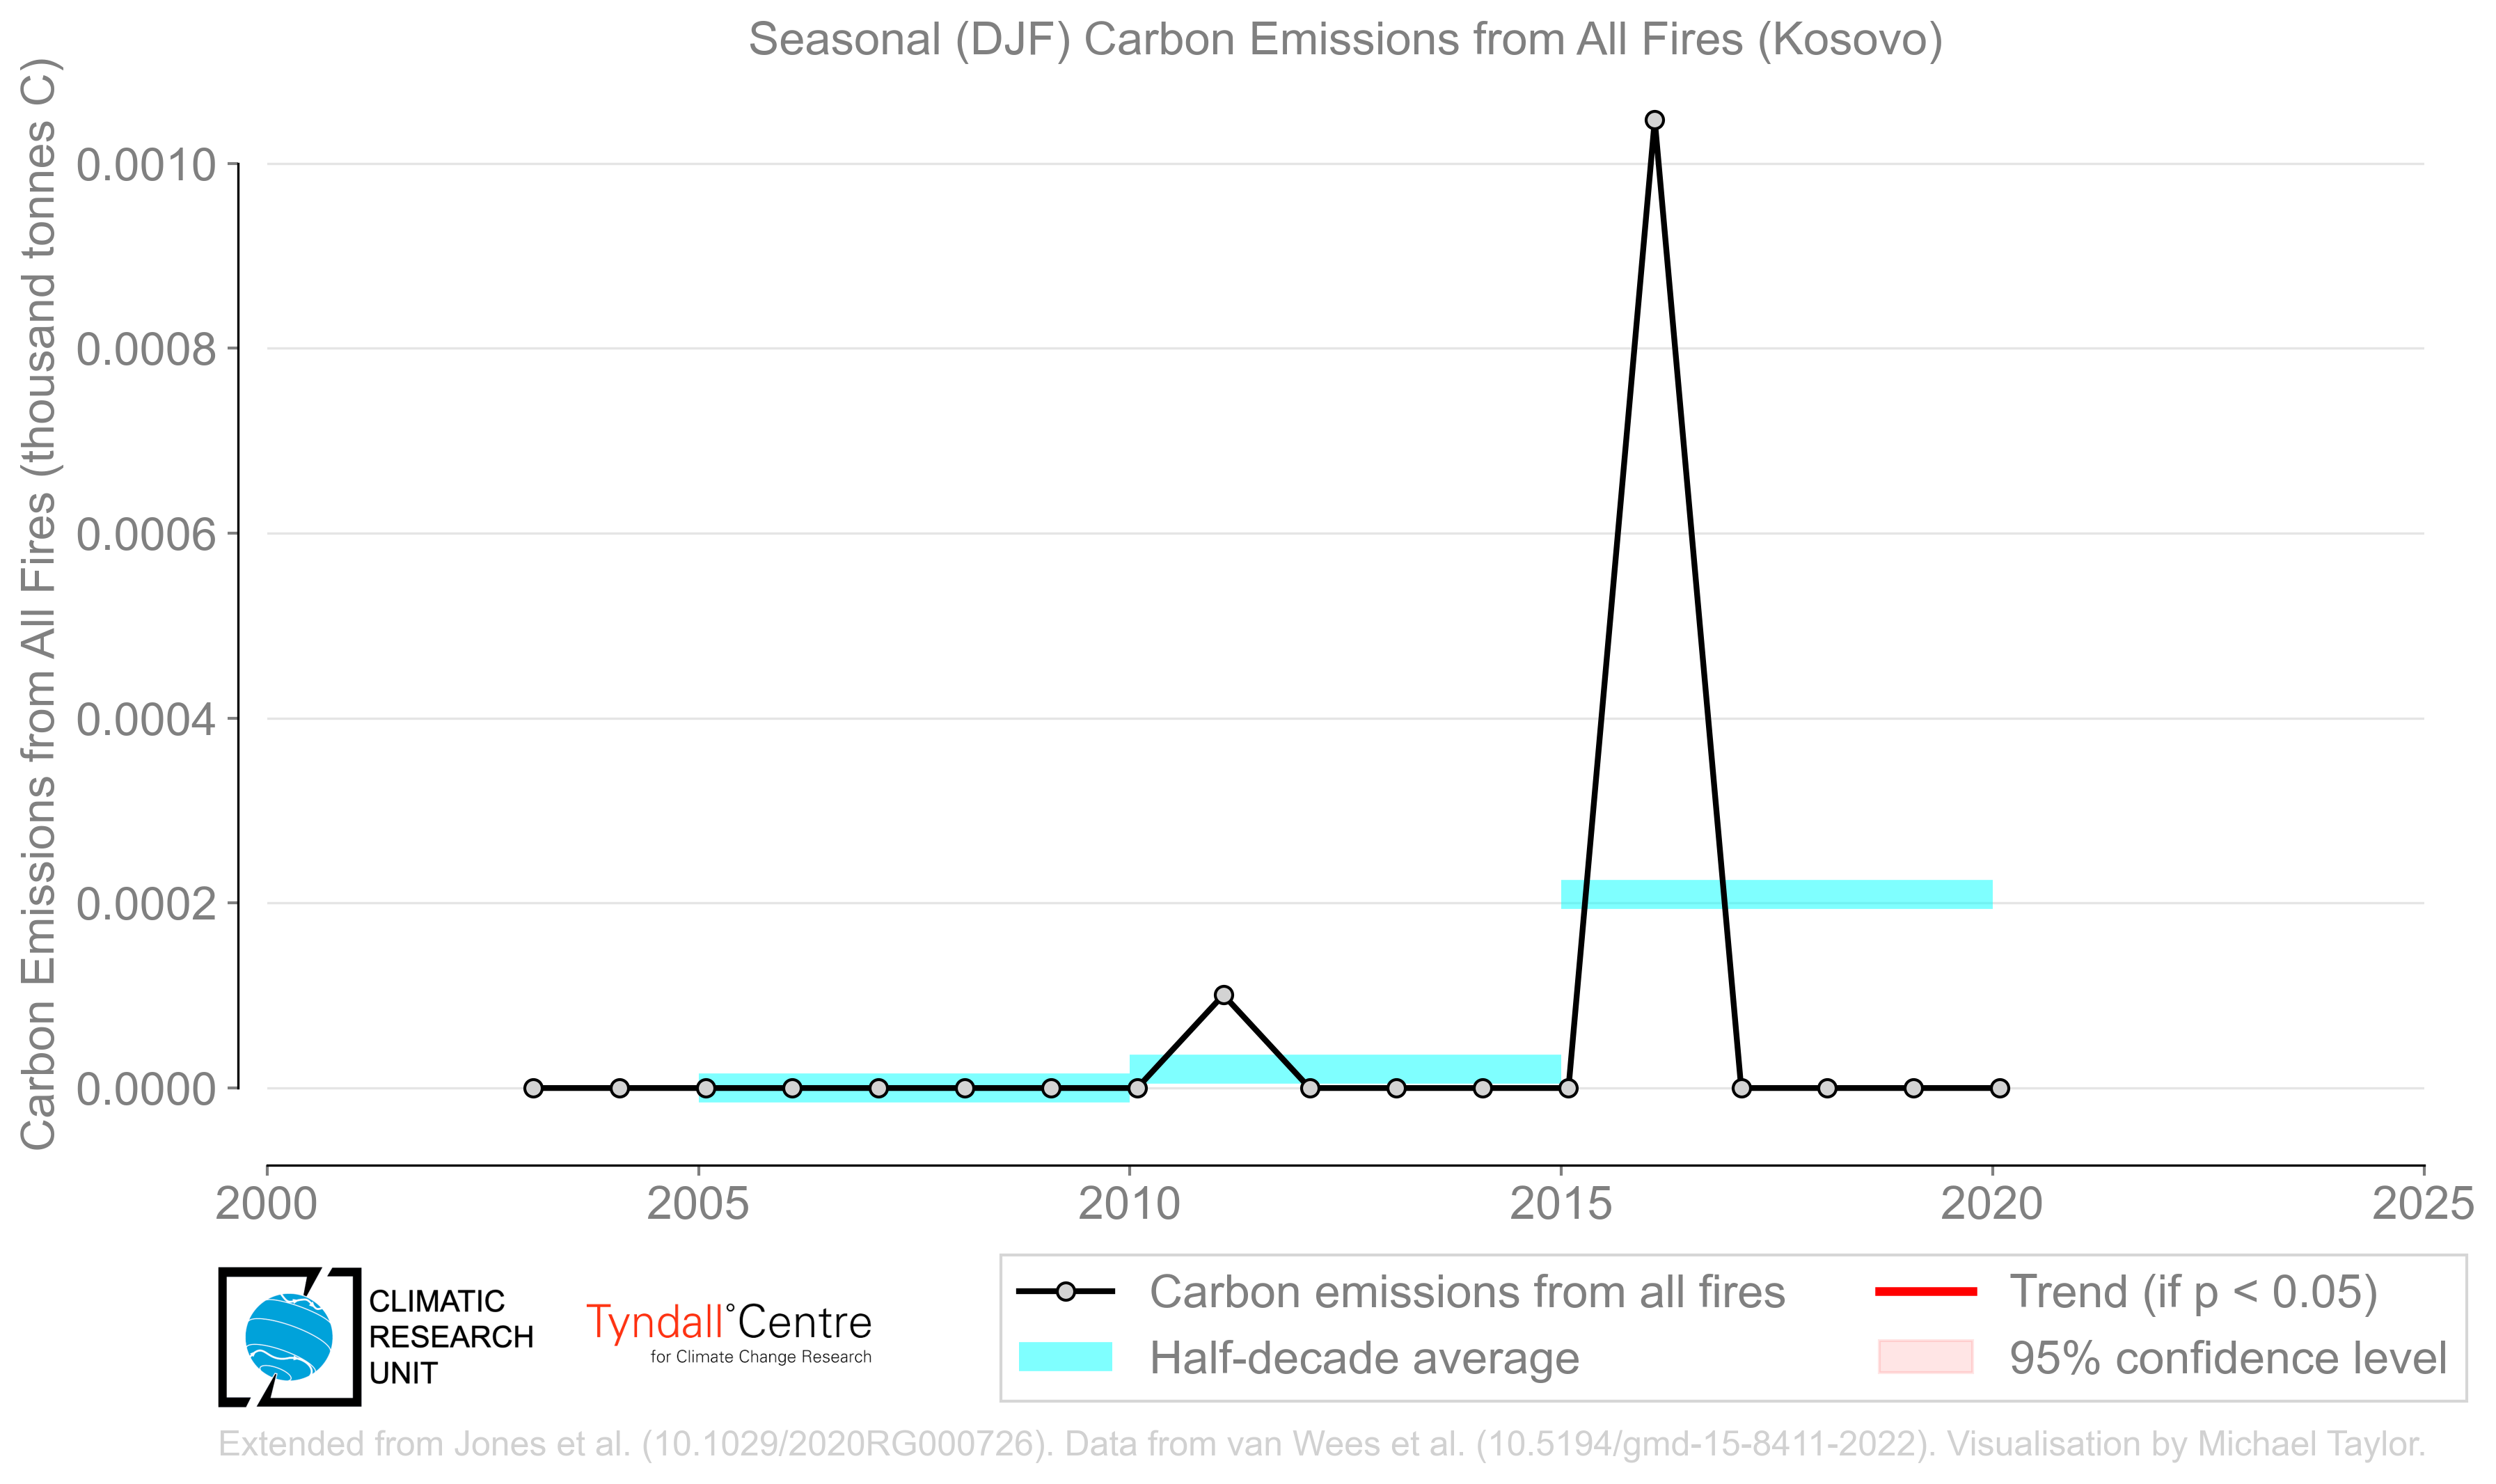 Seasonal (DJF) Carbon Emissions from All Fires (Kosovo)
Carbon Emissions from All Fires (thousand tonnes C)
0.0010
0.0008
0.0006
0.0004
0.0002
0.0000
2000 2005 2010 2015 2020 2025
CLIMATIC
RESEARCH
UNIT
Tyndall°Centre
for Climate Change Research
Carbon emissions from all fires
Half-decade average
Trend (if p < 0.05)
95% confidence level
Extended from Jones et al. (10.1029/2020RG000726). Data from van Wees et al. (10.5194/gmd-15-8411-2022). Visualisation by Michael Taylor.